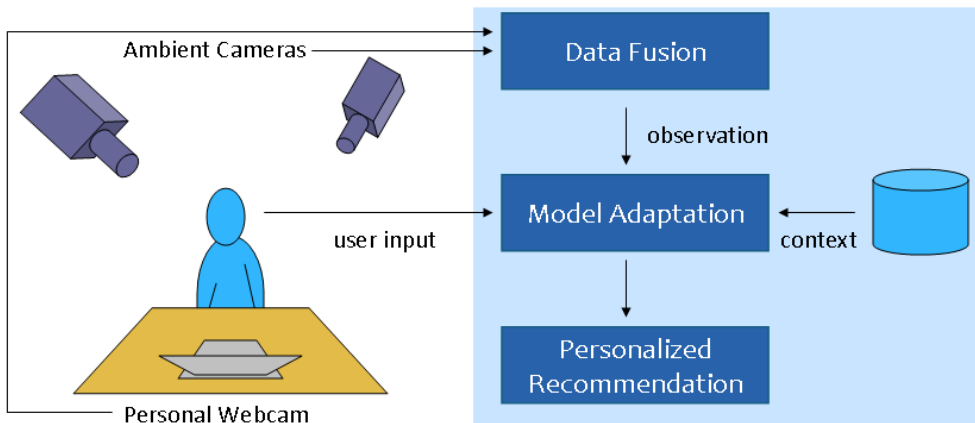 Ambient Cameras
Data Fusion
observation
Model Adaptation
user input
context
Personalized
Recommendation
Personal Webcam